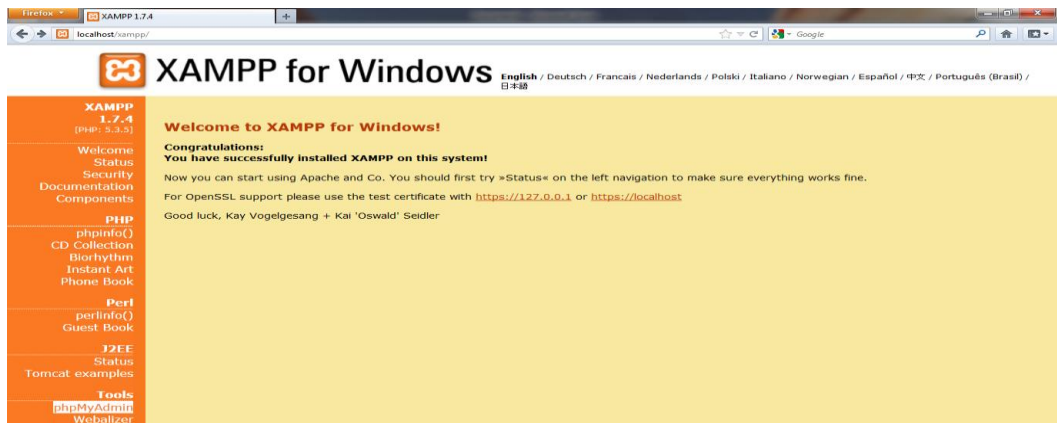 Firefox
XAMPP 1.7.4
+
localhost/xampp/
Google
XAMPP for Windows
English / Deutsch / Francais / Nederlands / Polski / Italiano / Norwegian / Español / 中文 / Português (Brasil) /
日本語
XAMPP
1.7.4
[PHP: 5.3.5]
Welcome
Status
Security
Documentation
Components
PHP
phpinfo()
CD Collection
Biorhythm
Instant Art
Phone Book
Perl
perlinfo()
Guest Book
J2EE
Status
Tomcat examples
Tools
phpMyAdmin
Webalizer
Welcome to XAMPP for Windows!
Congratulations:
You have successfully installed XAMPP on this system!
Now you can start using Apache and Co. You should first try »Status« on the left navigation to make sure everything works fine.
For OpenSSL support please use the test certificate with https://127.0.0.1 or https://localhost
Good luck, Kay Vogelgesang + Kai 'Oswald' Seidler